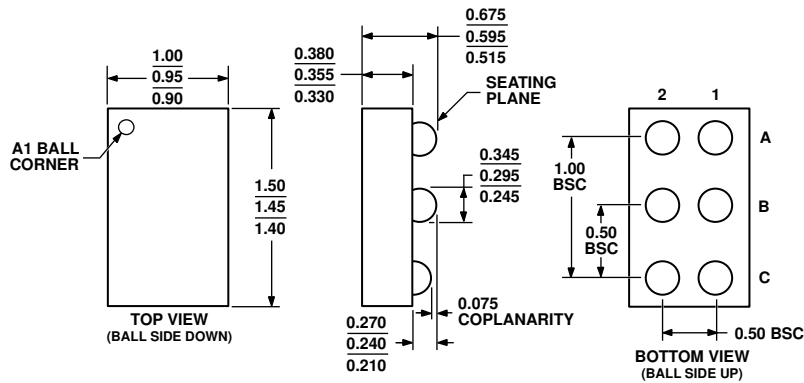 1.00
0.95
0.90
A1 BALL
CORNER
1.50
1.45
1.40
TOP VIEW
(BALL SIDE DOWN)
0.675
0.595
0.515
0.380
0.355
0.330
SEATING
PLANE
0.345
0.295
0.245
0.075
COPLANARITY
0.270
0.240
0.210
2 1
A
B
C
1.00
BSC
0.50
BSC
0.50 BSC
BOTTOM VIEW
(BALL SIDE UP)